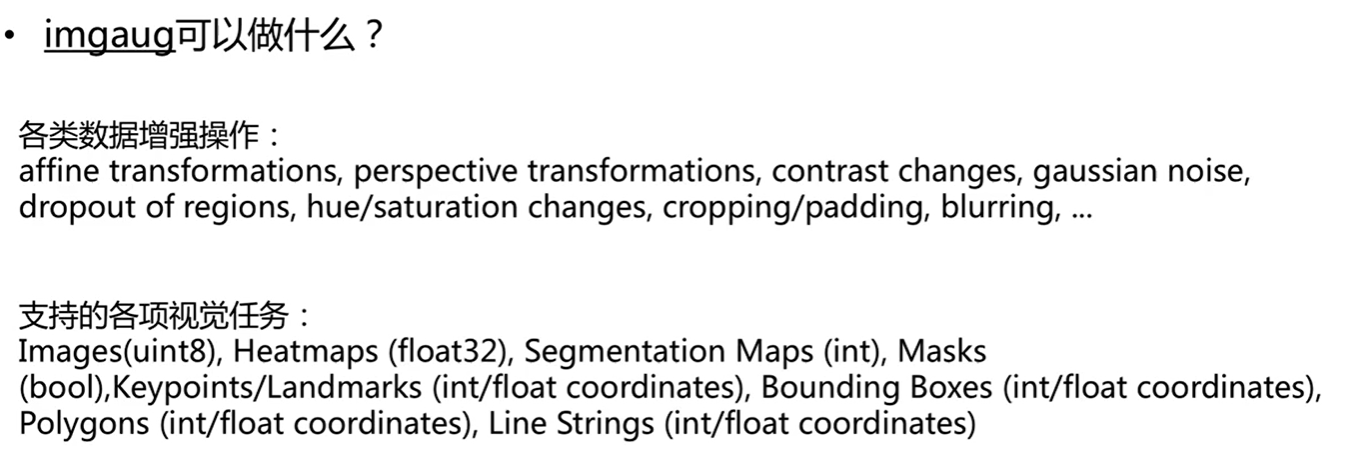 • imgaug可以做什么？
各类数据增强操作：
affine transformations, perspective transformations, contrast changes, gaussian noise,
dropout of regions, hue/saturation changes, cropping/padding, blurring, ...
支持的各项视觉任务：
Images(uint8), Heatmaps (float32), Segmentation Maps (int), Masks
(bool),Keypoints/Landmarks (int/float coordinates), Bounding Boxes (int/float coordinates),
Polygons (int/float coordinates), Line Strings (int/float coordinates)